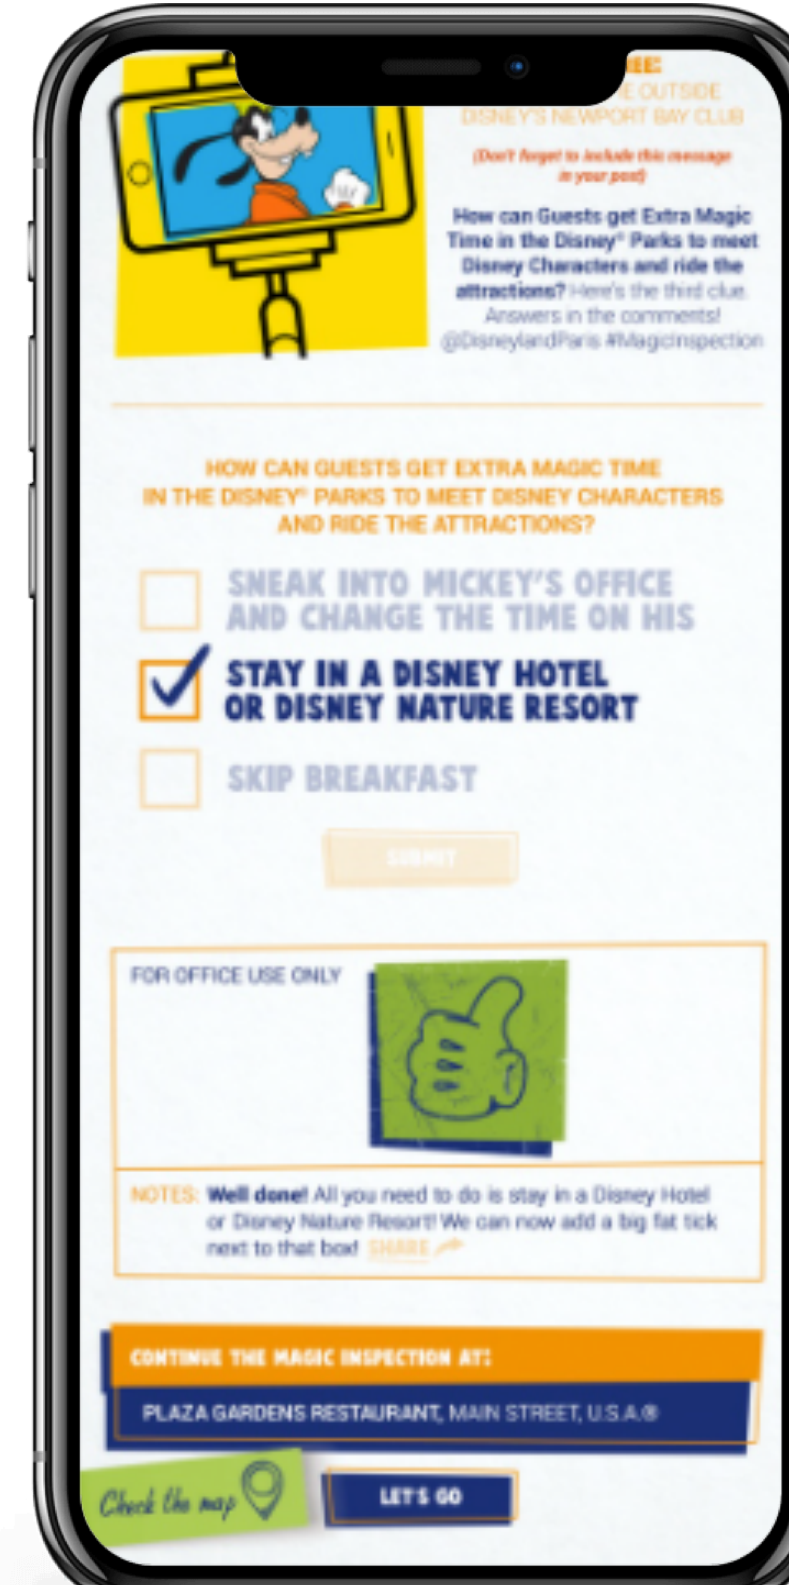 E OUTSIDE
DISNEY'S NEWPORT BAY CLUB
(Don't forget to include this message
in your post)
How can Guests get Extra Magic
Time in the Disney® Parks to meet
Disney Characters and ride the
attractions? Here's the third clue.
Answers in the comments!
@DisneylandParis #MagicInspection
HOW CAN GUESTS GET EXTRA MAGIC TIME
IN THE DISNEY® PARKS TO MEET DISNEY CHARACTERS
AND RIDE THE ATTRACTIONS?
SNEAK INTO MICKEY'S OFFICE
AND CHANGE THE TIME ON HIS
STAY IN A DISNEY HOTEL
OR DISNEY NATURE RESORT
SKIP BREAKFAST
SUBMIT
FOR OFFICE USE ONLY
NOTES: Well done! All you need to do is stay in a Disney Hotel
or Disney Nature Resort! We can now add a big fat tick
next to that box! SHARE
CONTINUE THE MAGIC INSPECTION AT:
PLAZA GARDENS RESTAURANT, MAIN STREET, U.S.A.®
Check the map
LET'S GO